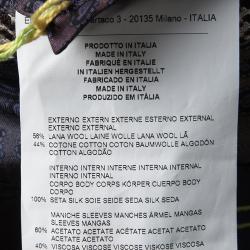 3 - 20135 Milano - ITALIA
PRODOTTO IN ITALIA
MADE IN ITALY
FABRIQUÉ EN ITALIE
IN ITALIEN HERGESTELLT
FABRICADO EN ITALIA
MADE IN ITALY
PRODUZIDO EM ITÁLIA
EXTERNO EXTERN EXTERNE ESTERNO EXTERNAL
EXTERNO EXTERNAL
56% LANA WOOL LAINE WOLLE LANA WOOL LÃ
44% COTONE COTTON COTON BAUMWOLLE ALGODÓN
COTTON ALGODÃO
INTERNO INTERN INTERNE INTERNA INTERNAL
INTERNO INTERNAL
CORPO BODY CORPS KÖRPER CUERPO BODY
CORPO
100% SETA SILK SOIE SEIDE SEDA SILK SEDA
MANICHE SLEEVES MANCHES ÄRMEL MANGAS
SLEEVES MANGAS
60% ACETATO ACETATE ACÉTATE ACETAT ACETATO
ACETATE ACETATO
40% VISCOSA VISCOSE VISCOSE VISKOSE VISCOSA